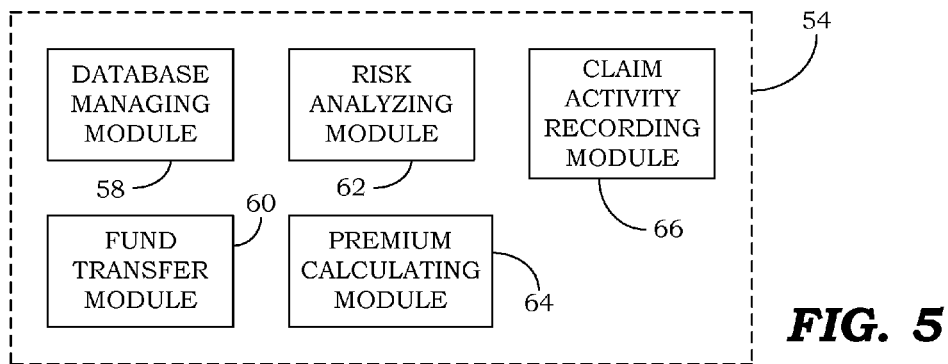 54
DATABASE
MANAGING
MODULE
58
RISK
ANALYZING
MODULE
62
CLAIM
ACTIVITY
RECORDING
MODULE
66
60
FUND
TRANSFER
MODULE
PREMIUM
CALCULATING
MODULE
64
FIG. 5